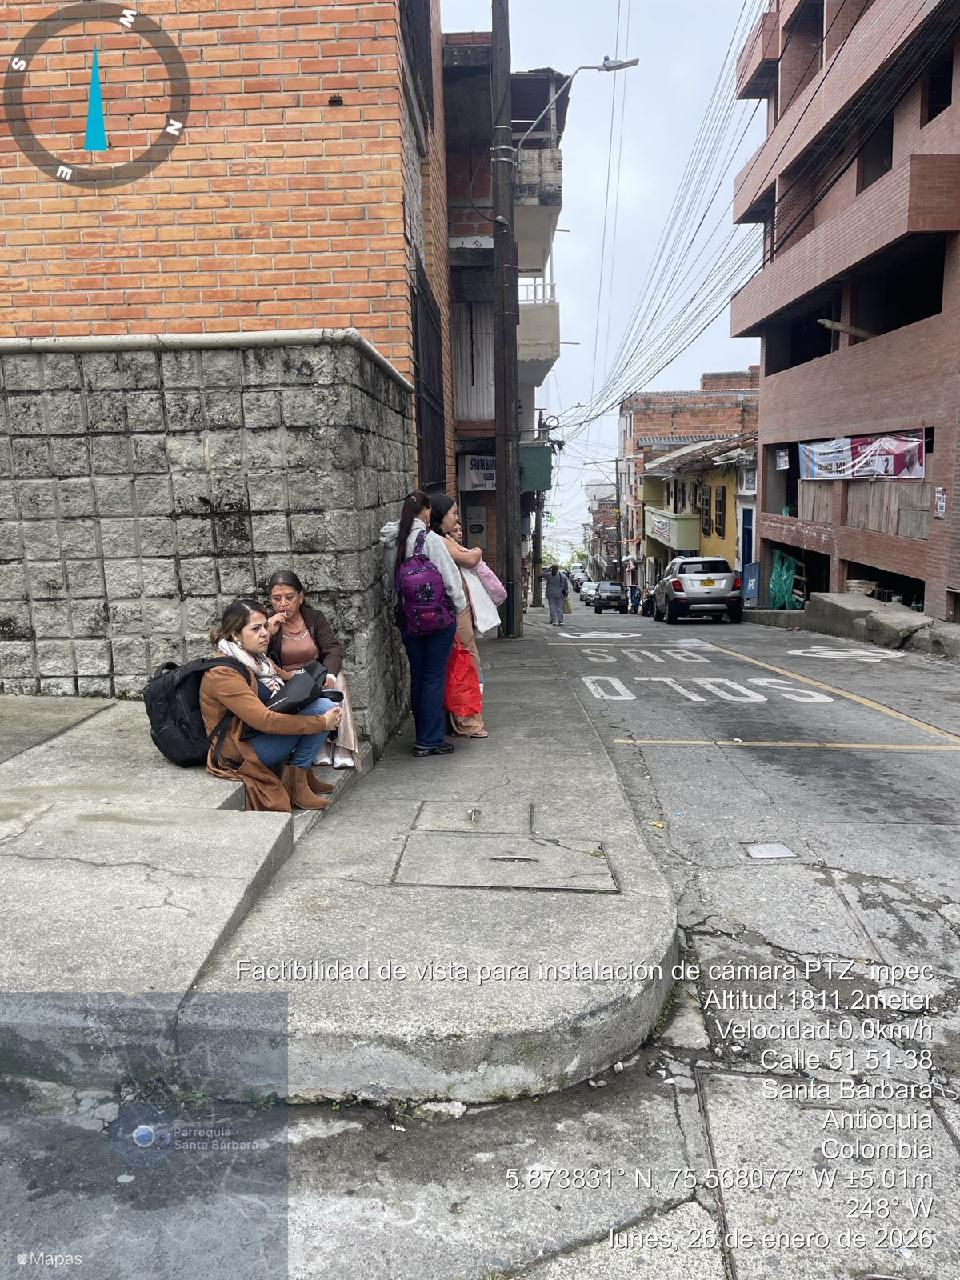 W
S
N
E
SANTA BAR
BUS
SOLO
Factibilidad de vista para instalación de cámara PTZ inpec
Altitud:1811.2meter
Velocidad:0.0km/h
Calle 51 51-38
Santa Bárbara
Antioquia
Colombia
5.873831° N, 75.568077° W ±5.01m
248° W
lunes, 26 de enero de 2026
Parroquia
Santa Bárbara
Mapas